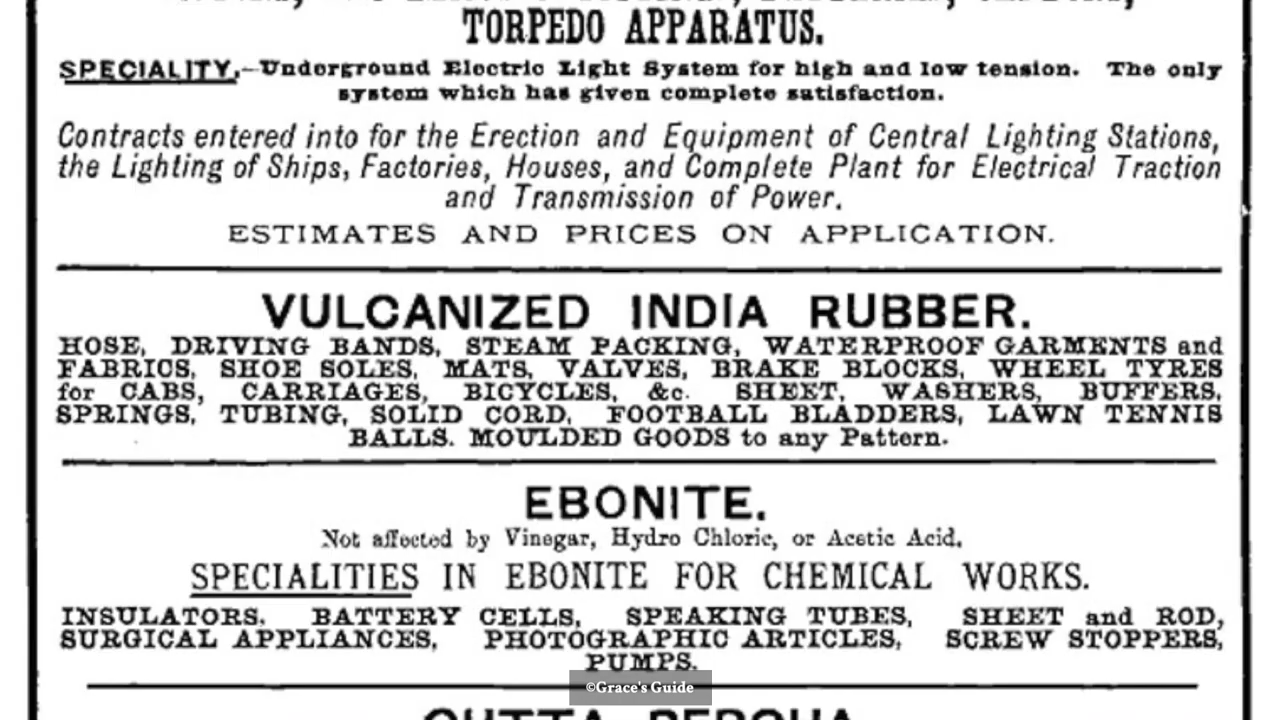 TORPEDO APPARATUS.
SPECIALITY.—Underground Electric Light System for high and low tension. The only
system which has given complete satisfaction.
Contracts entered into for the Erection and Equipment of Central Lighting Stations,
the Lighting of Ships, Factories, Houses, and Complete Plant for Electrical Traction
and Transmission of Power.
ESTIMATES AND PRICES ON APPLICATION.
VULCANIZED INDIA RUBBER.
HOSE, DRIVING BANDS, STEAM PACKING, WATERPROOF GARMENTS and
FABRICS, SHOE SOLES, MATS, VALVES, BRAKE BLOCKS, WHEEL TYRES
for CABS, CARRIAGES, BICYCLES, &c. SHEET, WASHERS, BUFFERS,
SPRINGS, TUBING, SOLID CORD, FOOTBALL BLADDERS, LAWN TENNIS
BALLS. MOULDED GOODS to any Pattern.
EBONITE.
Not affected by Vinegar, Hydro Chloric, or Acetic Acid.
SPECIALITIES IN EBONITE FOR CHEMICAL WORKS.
INSULATORS, BATTERY CELLS, SPEAKING TUBES, SHEET and ROD,
SURGICAL APPLIANCES, PHOTOGRAPHIC ARTICLES, SCREW STOPPERS,
PUMPS.
©Grace's Guide
GUTTA PERCHA